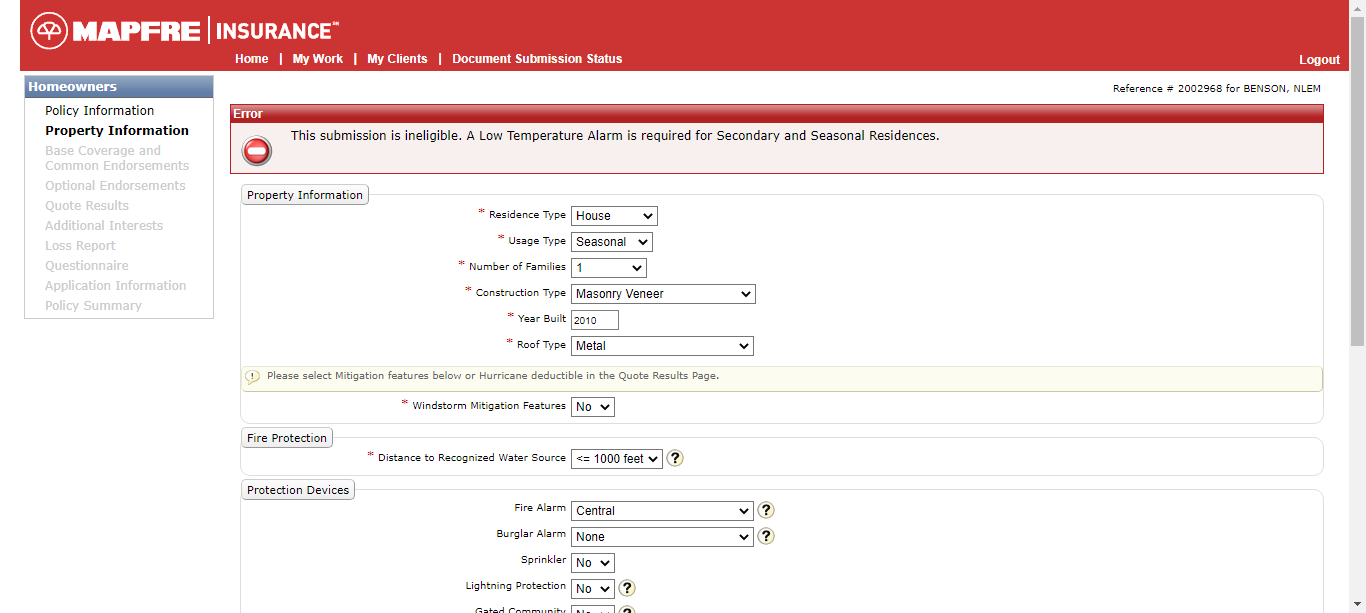 MAPFRE | INSURANCE℠
Home | My Work | My Clients | Document Submission Status
Logout
Homeowners
Policy Information
Property Information
Base Coverage and
Common Endorsements
Optional Endorsements
Quote Results
Additional Interests
Loss Report
Questionnaire
Application Information
Policy Summary
Reference # 2002968 for BENSON, NLEM
Error
This submission is ineligible. A Low Temperature Alarm is required for Secondary and Seasonal Residences.
Property Information
* Residence Type House
* Usage Type Seasonal
* Number of Families 1
* Construction Type Masonry Veneer
* Year Built 2010
* Roof Type Metal
! Please select Mitigation features below or Hurricane deductible in the Quote Results Page.
* Windstorm Mitigation Features No
Fire Protection
* Distance to Recognized Water Source <= 1000 feet ?
Protection Devices
Fire Alarm Central ?
Burglar Alarm None ?
Sprinkler No
Lightning Protection No ?
Gated Community No ?